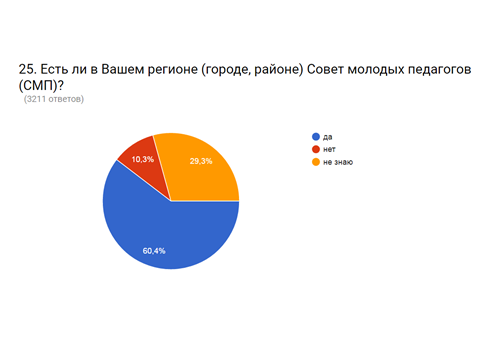 25. Есть ли в Вашем регионе (городе, районе) Совет молодых педагогов
(СМП)?
(3211 ответов)
да
нет
не знаю
10,3%
29,3%
60,4%